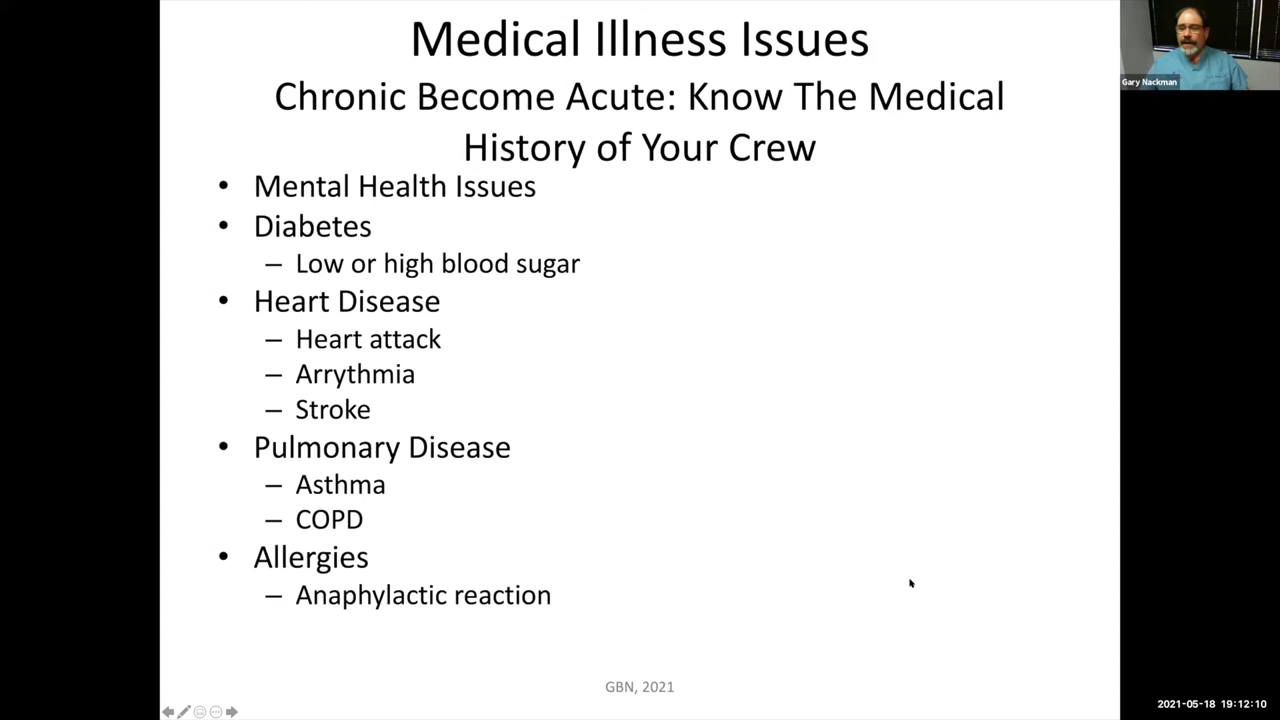 Medical Illness Issues
Chronic Become Acute: Know The Medical
History of Your Crew
• Mental Health Issues
• Diabetes
– Low or high blood sugar
• Heart Disease
– Heart attack
– Arrythmia
– Stroke
• Pulmonary Disease
– Asthma
– COPD
• Allergies
– Anaphylactic reaction
GBN, 2021
Gary Nackman
2021-05-18 19:12:10